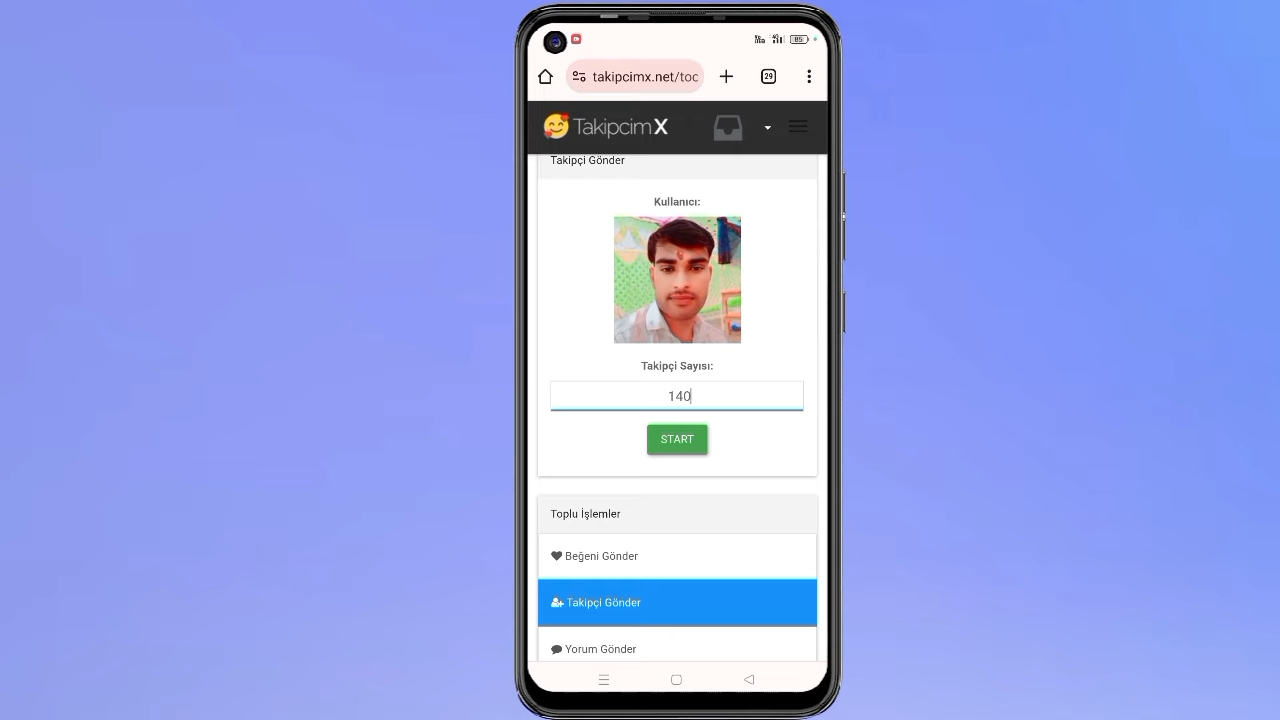 85
takipcimx.net/toc
29
TakipcimX
Takipçi Gönder
Kullanıcı:
Takipçi Sayısı:
140
START
Toplu İşlemler
Beğeni Gönder
Takipçi Gönder
Yorum Gönder